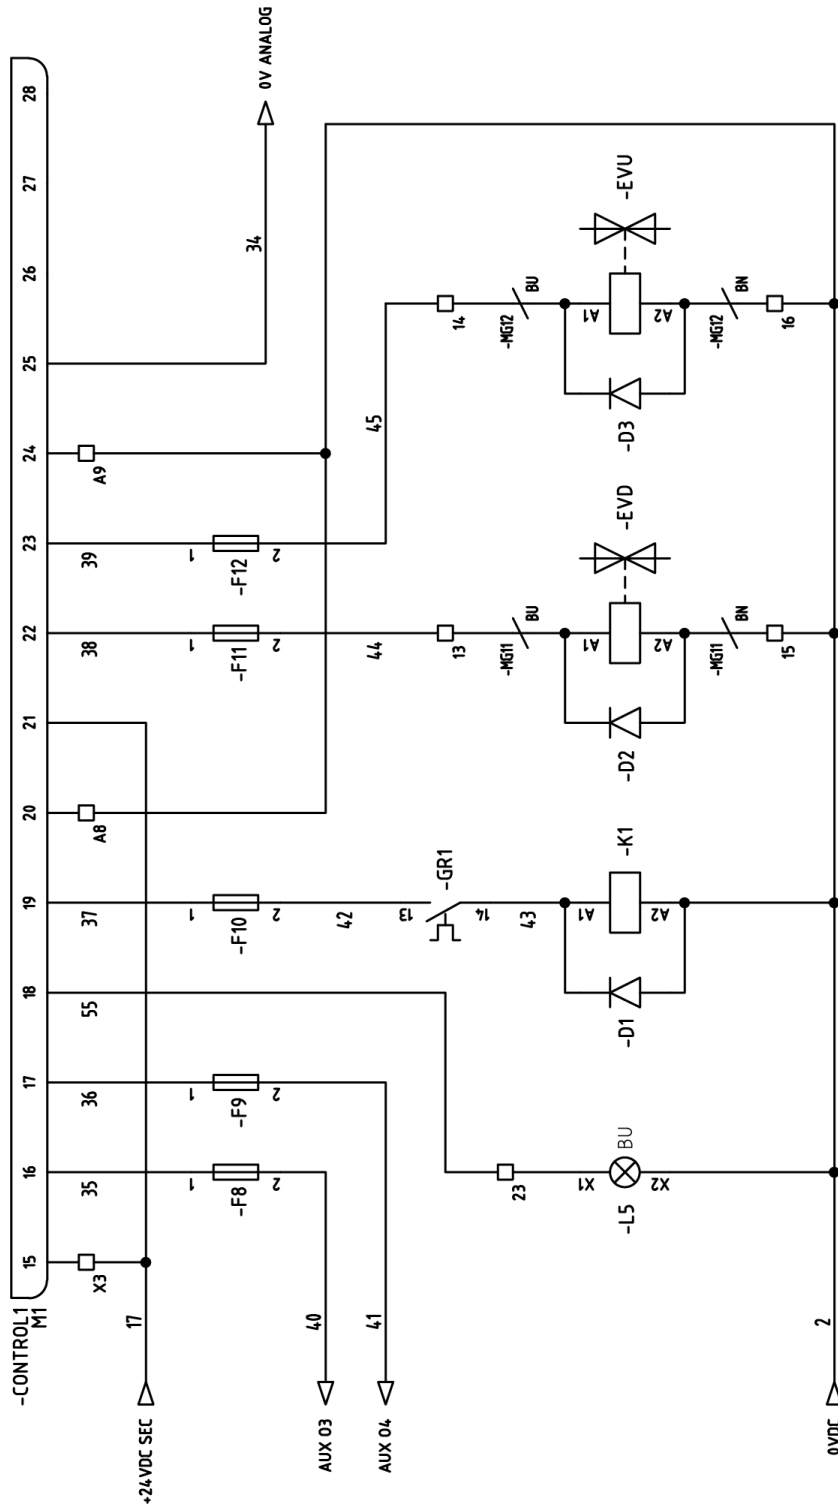 -CONTROL1
M1
15
16
17
18
19
20
21
22
23
24
25
26
27
28
X3
35
36
55
37
A8
38
39
A9
34
0V ANALOG
+24VDC SEC
17
1
-F8
2
1
-F9
2
1
-F10
2
1
-F11
2
1
-F12
2
AUX 03
40
AUX 04
41
42
44
45
13
-GR1
14
43
13
14
23
-MG11
BU
-MG12
BU
X1
-L5
BU
X2
A1
-D1
-K1
A2
A1
-D2
-EVD
A2
A1
-D3
-EVU
A2
-MG11
BN
15
-MG12
BN
16
0VDC
2